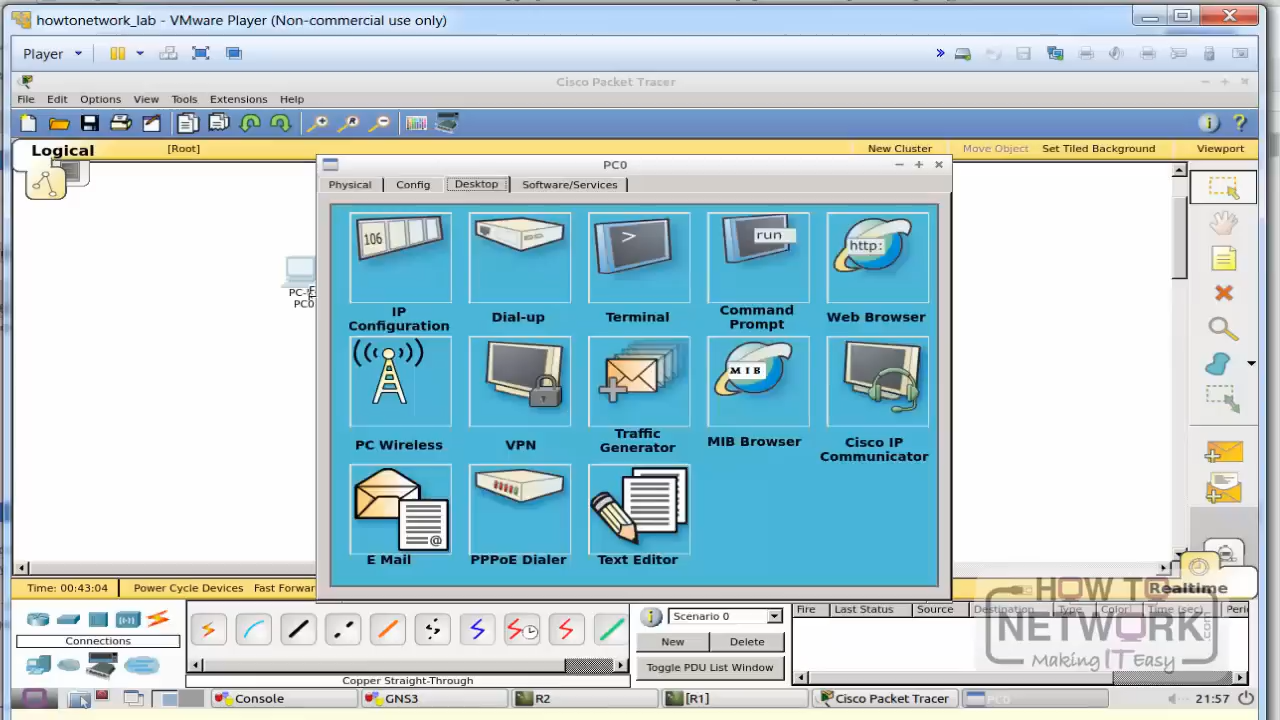 howtonetwork_lab - VMware Player (Non-commercial use only)
Player
Cisco Packet Tracer
File Edit Options View Tools Extensions Help
Logical [Root] New Cluster Move Object Set Tiled Background Viewport
PC0
Physical Config Desktop Software/Services
106
>
run
http:
IP Configuration
Dial-up
Terminal
Command Prompt
Web Browser
MIB
PC Wireless
VPN
Traffic Generator
MIB Browser
Cisco IP Communicator
@
E Mail
PPPoE Dialer
Text Editor
PC0
Time: 00:43:04 Power Cycle Devices Fast Forward
Realtime
Connections
Copper Straight-Through
Scenario 0
New Delete
Toggle PDU List Window
Fire Last Status Source Destination Type Color Time (sec) Peri
HOW TO
NETWORK.com
Making IT Easy
Console GNS3 R2 [R1] Cisco Packet Tracer PC0 21:57